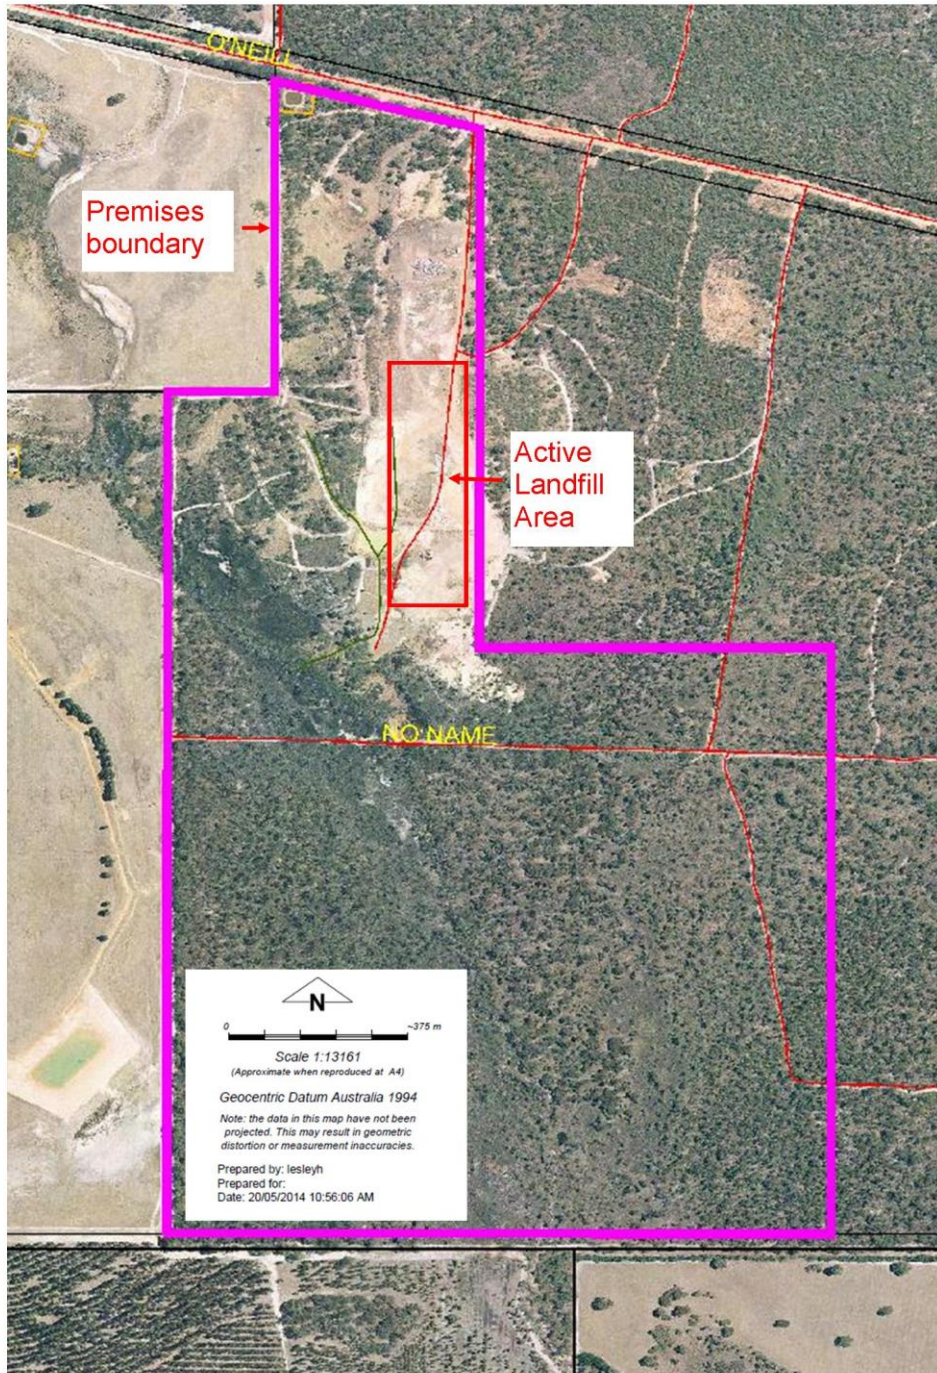 O'NEILL
Premises
boundary
Active
Landfill
Area
NO NAME
N
0 ~375 m
Scale 1:13161
(Approximate when reproduced at A4)
Geocentric Datum Australia 1994
Note: the data in this map have not been
projected. This may result in geometric
distortion or measurement inaccuracies.
Prepared by: lesleyh
Prepared for:
Date: 20/05/2014 10:56:06 AM